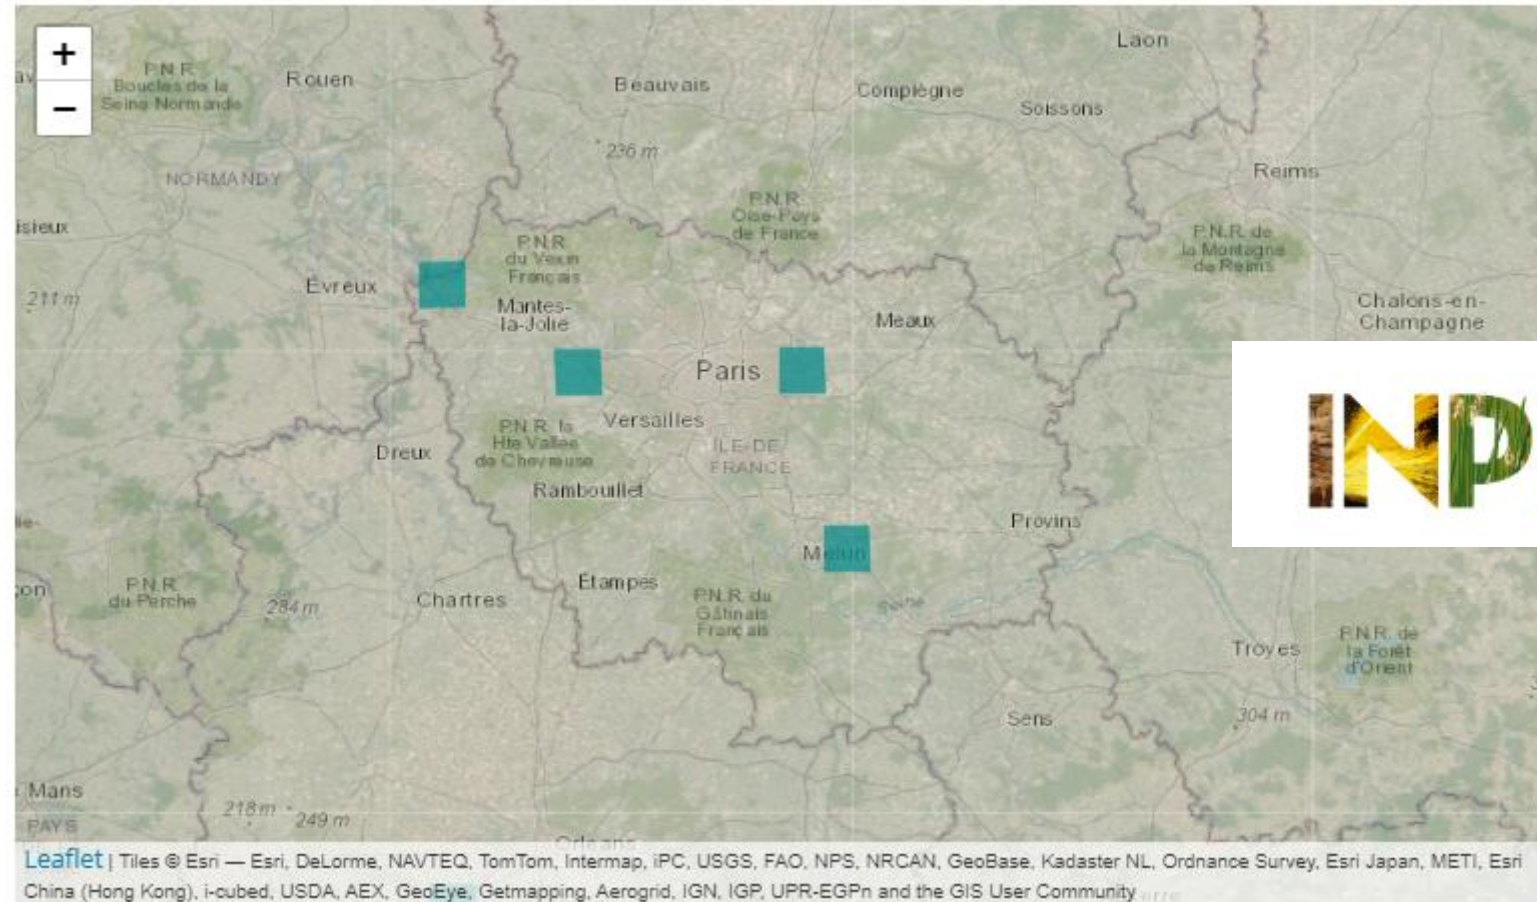 +
Laon
P.N.R.
Boucles de la
Seine Normande
Rouen
Beauvais
Compiègne
−
Soissons
236 m
Reims
NORMANDY
P.N.R.
Oise-Pays
de France
isieux
P.N.R.
du Vexin
Français
P.N.R. de
la Montagne
de Reims
Évreux
211 m
Mantes-
la-Jolie
Meaux
Chalons-en-
Champagne
Paris
INP
Versailles
P.N.R. la
Hte Vallée
de Chevreuse
Dreux
ÎLE-DE-
FRANCE
Rambouillet
Provins
Melun
P.N.R.
du Perche
Étampes
Chartres
P.N.R. du
Gâtinais
Français
284 m
Seine
Troyes
P.N.R. de
la Forêt
d'Orient
Sens
304 m
Mans
218 m
249 m
PAYS
Orléans
Leaflet | Tiles © Esri — Esri, DeLorme, NAVTEQ, TomTom, Intermap, iPC, USGS, FAO, NPS, NRCAN, GeoBase, Kadaster NL, Ordnance Survey, Esri Japan, METI, Esri
China (Hong Kong), i-cubed, USDA, AEX, GeoEye, Getmapping, Aerogrid, IGN, IGP, UPR-EGPn and the GIS User Community